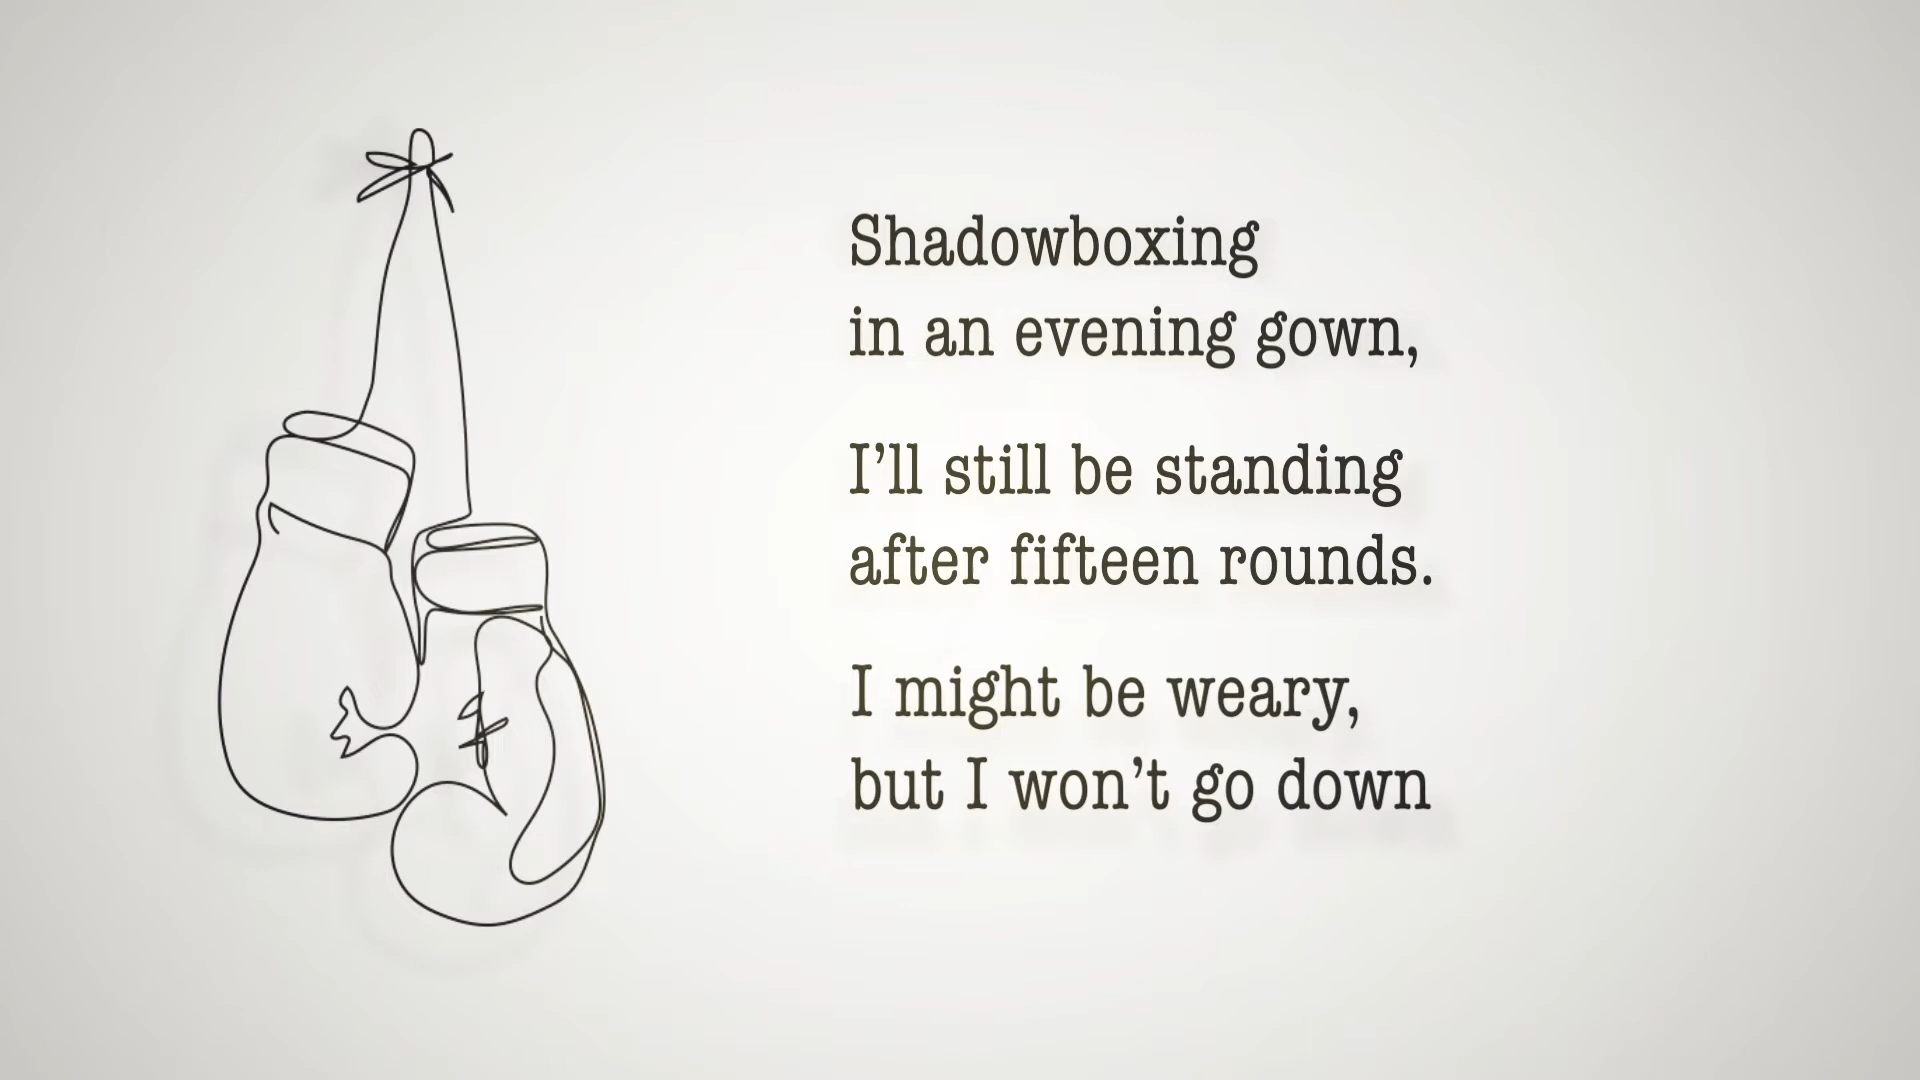 Shadowboxing
in an evening gown,
I’ll still be standing
after fifteen rounds.
I might be weary,
but I won’t go down